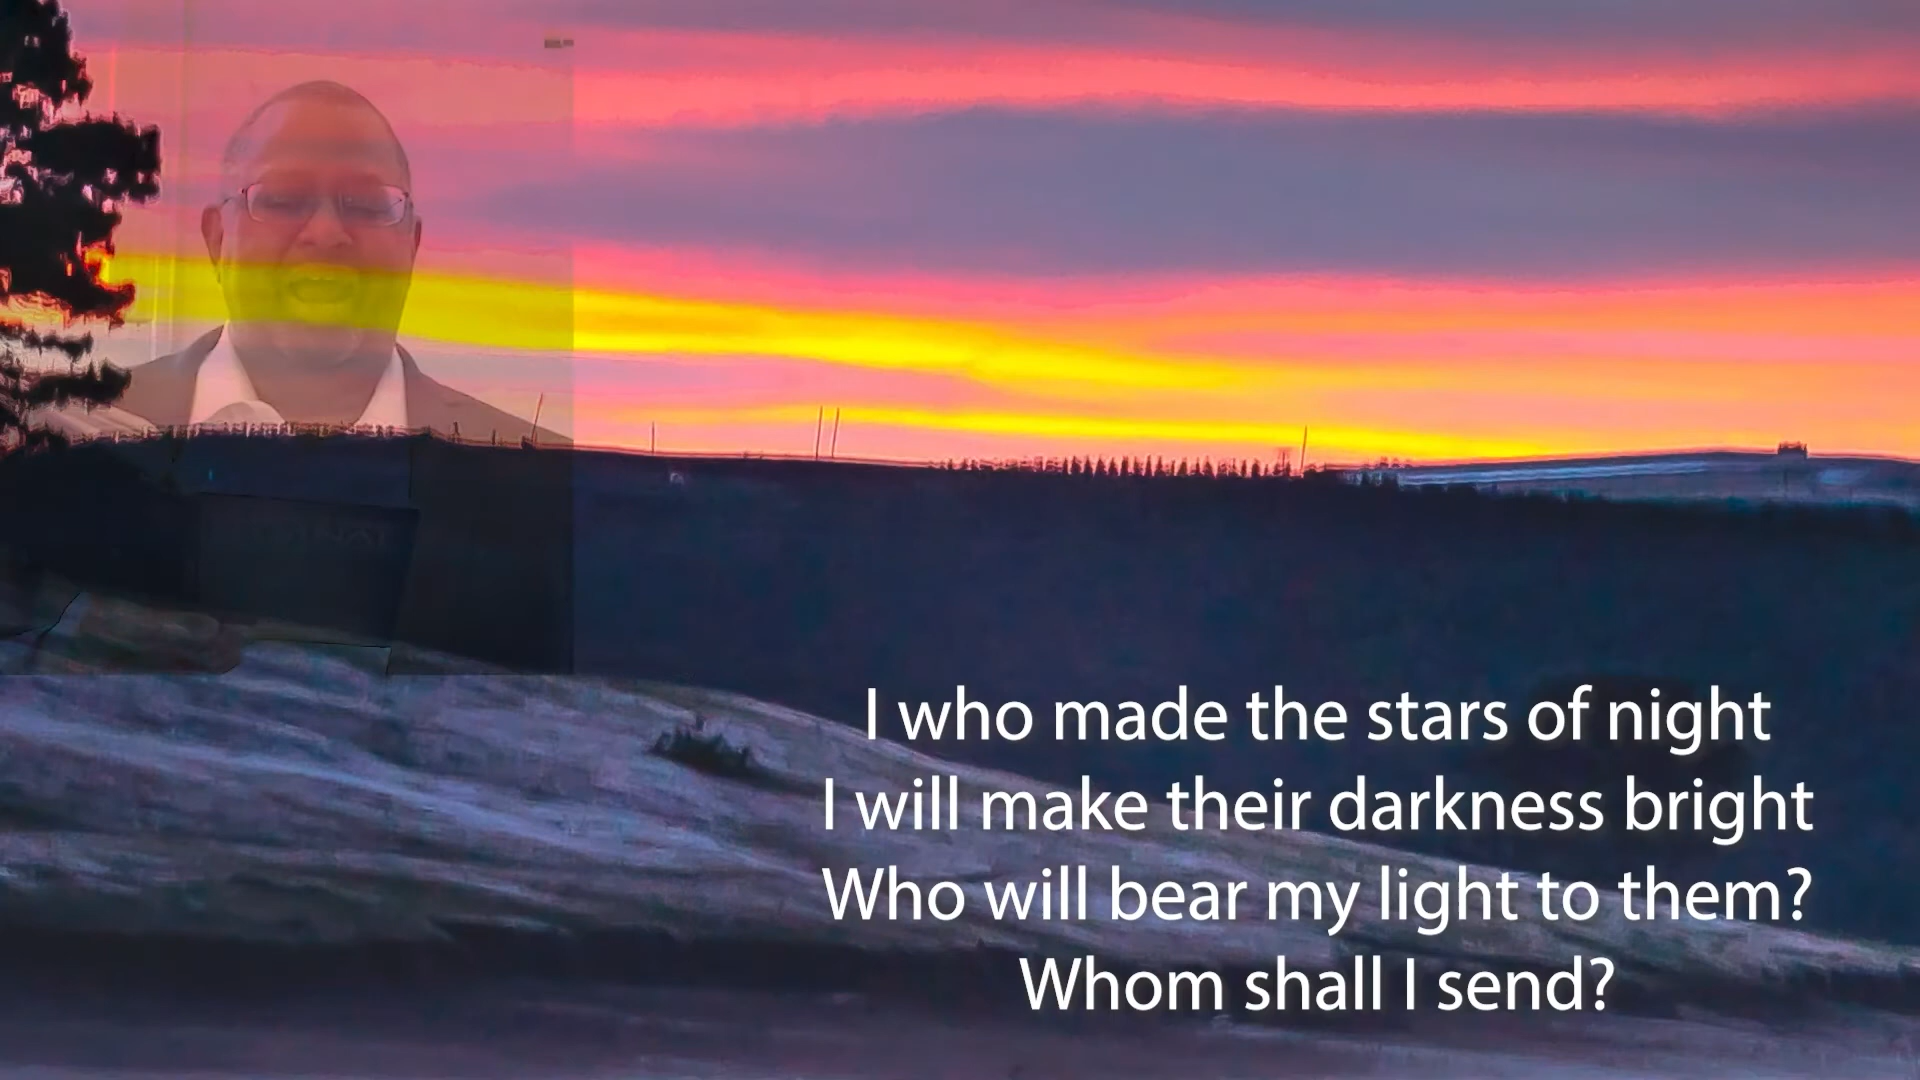 I who made the stars of night
I will make their darkness bright
Who will bear my light to them?
Whom shall I send?